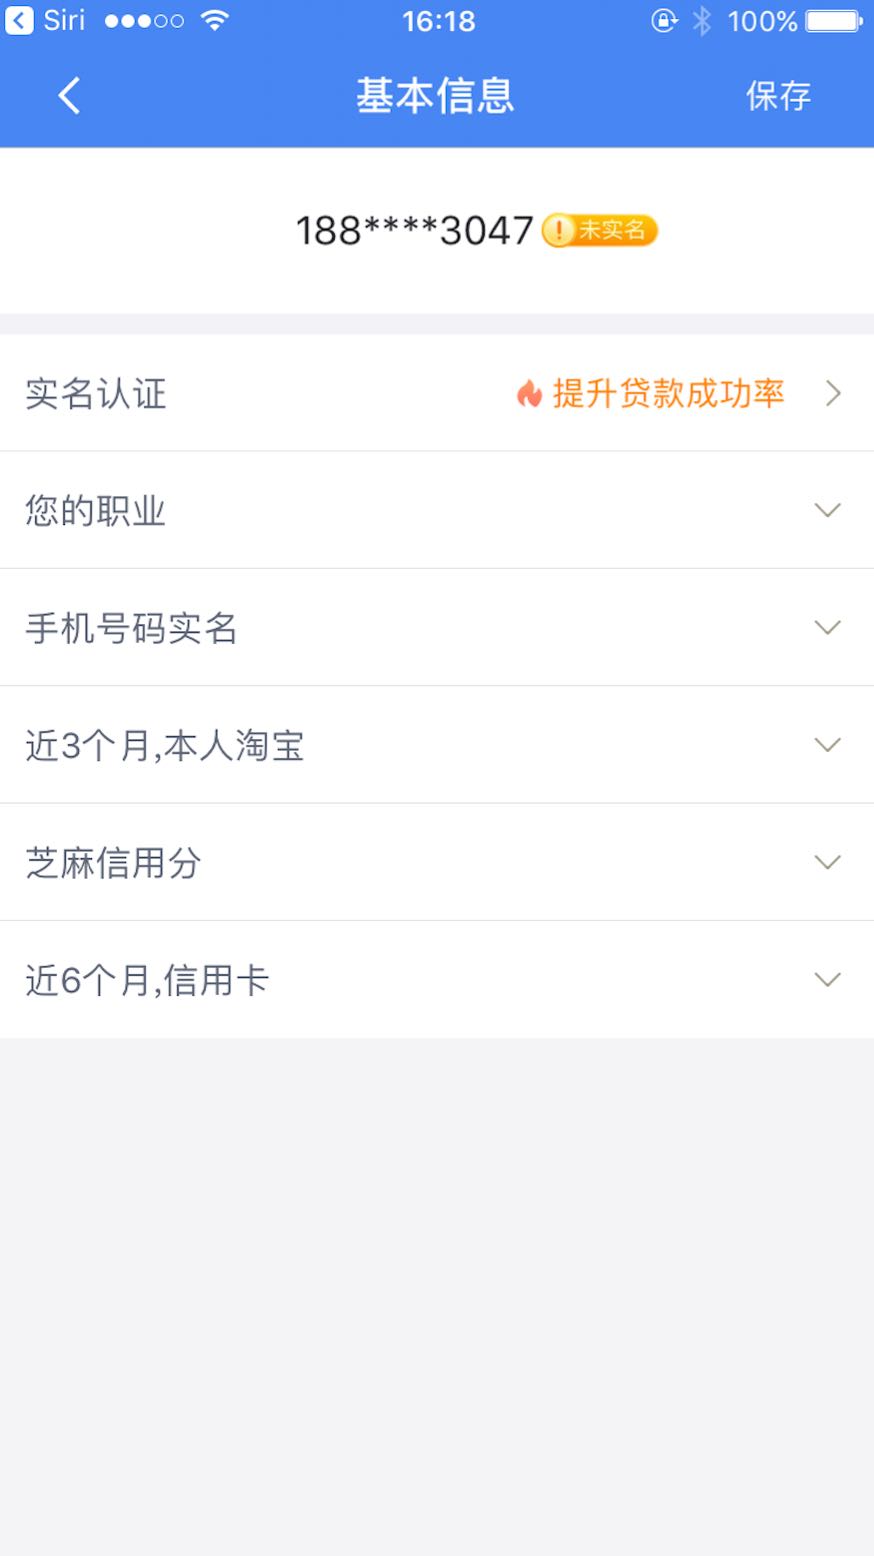 Siri 16:18 100%
基本信息 保存
188****3047 未实名
实名认证 提升贷款成功率
您的职业
手机号码实名
近3个月,本人淘宝
芝麻信用分
近6个月,信用卡